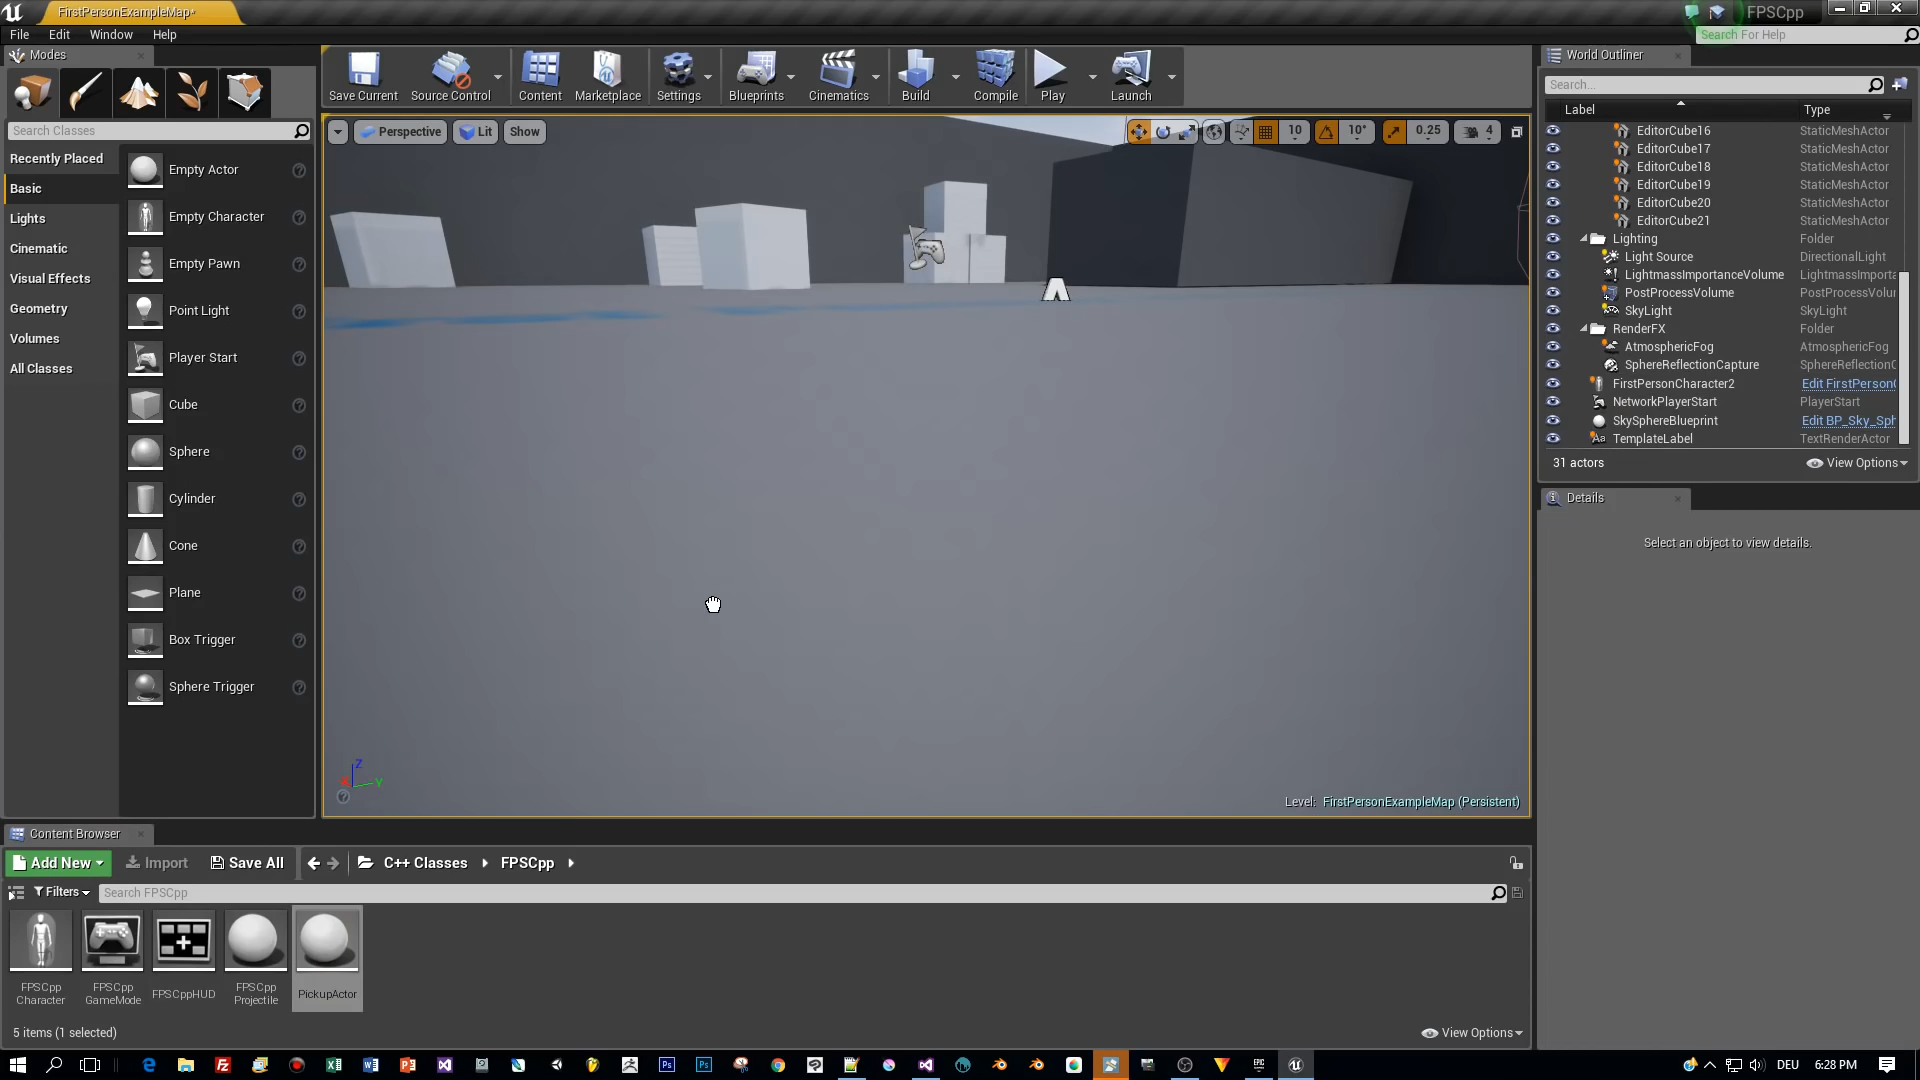 FirstPersonExampleMap*
FPSCpp
File Edit Window Help
Search For Help
Modes
Search Classes
Recently Placed
Basic
Lights
Cinematic
Visual Effects
Geometry
Volumes
All Classes
Empty Actor
Empty Character
Empty Pawn
Point Light
Player Start
Cube
Sphere
Cylinder
Cone
Plane
Box Trigger
Sphere Trigger
Save Current Source Control Content Marketplace Settings Blueprints Cinematics Build Compile Play Launch
Perspective Lit Show
10 10° 0.25 4
Z
X Y
Level: FirstPersonExampleMap (Persistent)
World Outliner
Search...
Label Type
EditorCube16 StaticMeshActor
EditorCube17 StaticMeshActor
EditorCube18 StaticMeshActor
EditorCube19 StaticMeshActor
EditorCube20 StaticMeshActor
EditorCube21 StaticMeshActor
Lighting Folder
Light Source DirectionalLight
LightmassImportanceVolume LightmassImporta
PostProcessVolume PostProcessVolur
SkyLight SkyLight
RenderFX Folder
AtmosphericFog AtmosphericFog
SphereReflectionCapture SphereReflectionC
FirstPersonCharacter2 Edit FirstPersonC
NetworkPlayerStart PlayerStart
SkySphereBlueprint Edit BP_Sky_Sph
TemplateLabel TextRenderActor
31 actors
View Options
Details
Select an object to view details.
Content Browser
Add New Import Save All C++ Classes FPSCpp
Filters Search FPSCpp
FPSCpp
Character
FPSCpp
GameMode
FPSCppHUD
FPSCpp
Projectile
PickupActor
5 items (1 selected)
View Options
DEU 6:28 PM